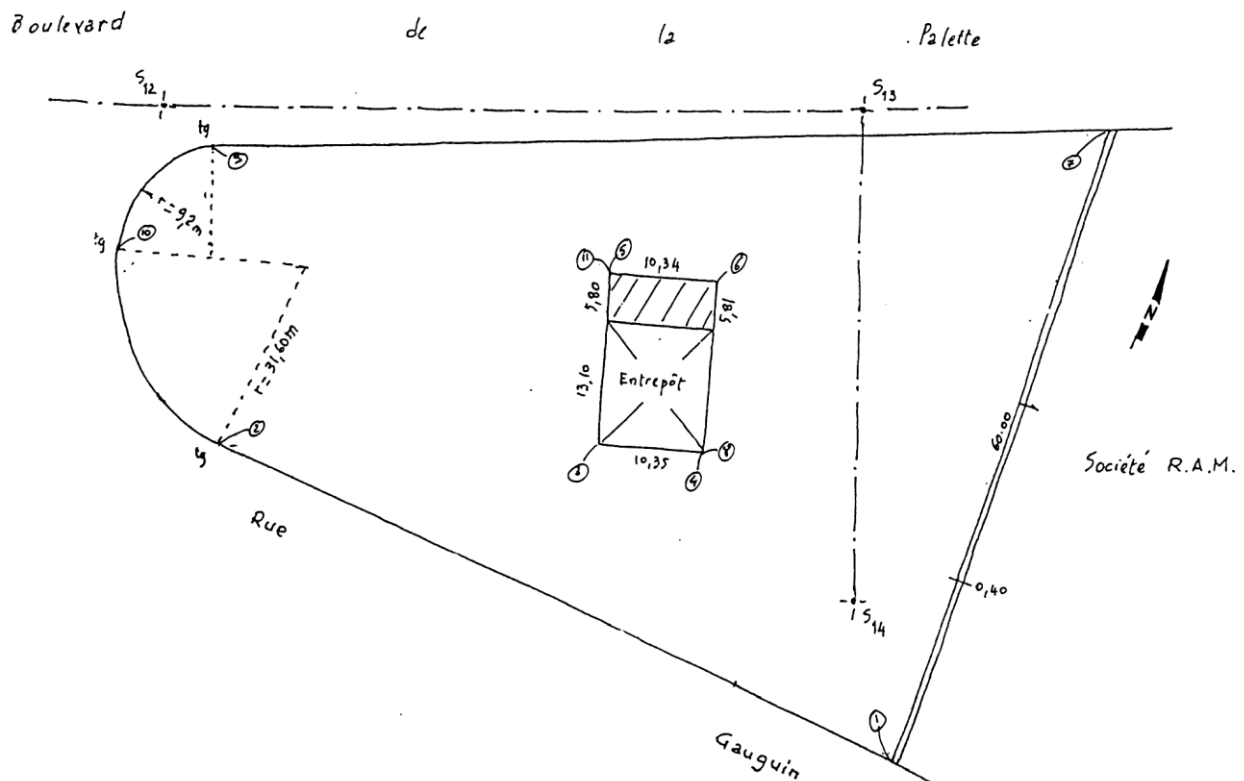 Boulevard de la Palette
S12
S13
tg
3
7
r=9,2m
tg
10
11 5 10,34 6
5,80
5,81
N
r=31,60m
13,10
Entrepôt
60.00
tg
2
3
10,35
4
8
Société R.A.M.
Rue
0,40
S14
1
Gauguin